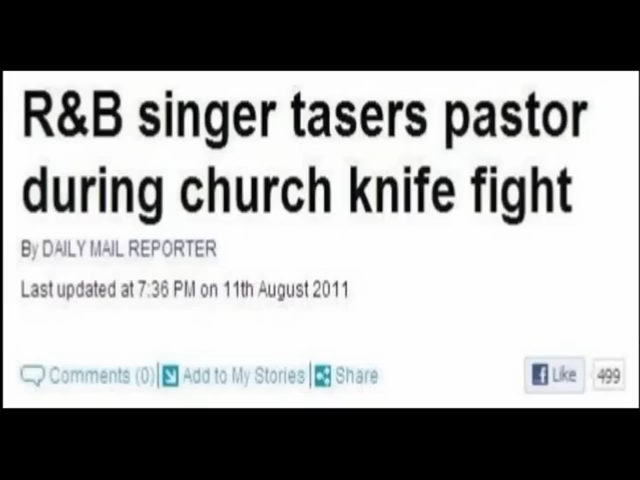 R&B singer tasers pastor
during church knife fight
By DAILY MAIL REPORTER
Last updated at 7:36 PM on 11th August 2011
Comments (0) Add to My Stories Share Like 499